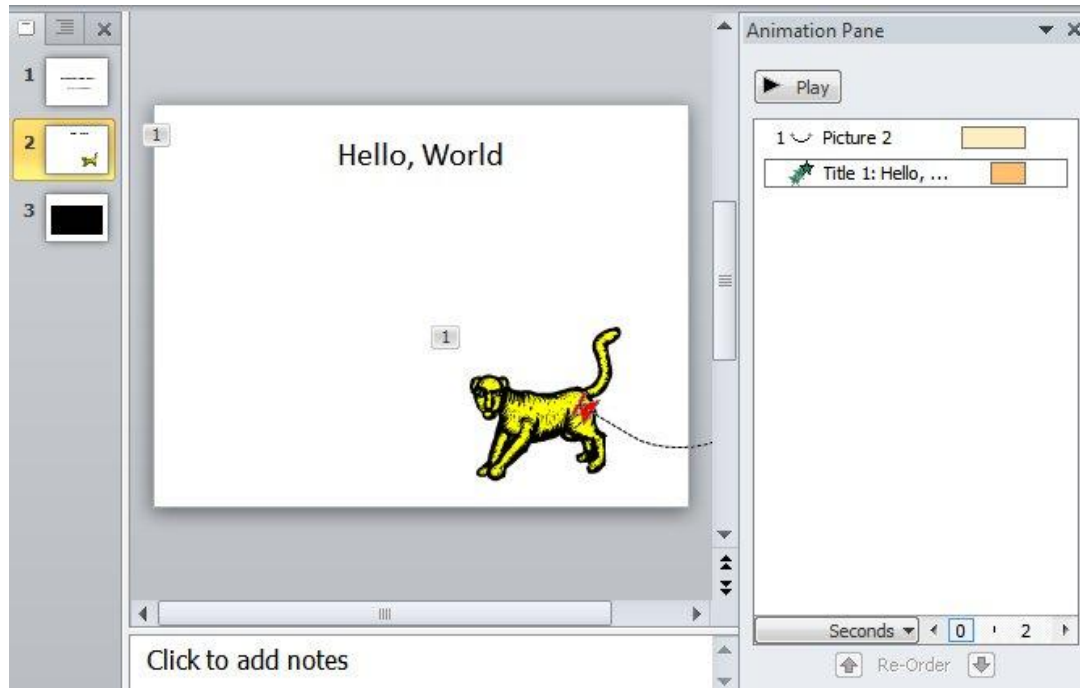 Animation Pane
1
2
3
Play
1
Hello, World
1
1 Picture 2
Title 1: Hello, ...
Seconds 0 2
Re-Order
Click to add notes